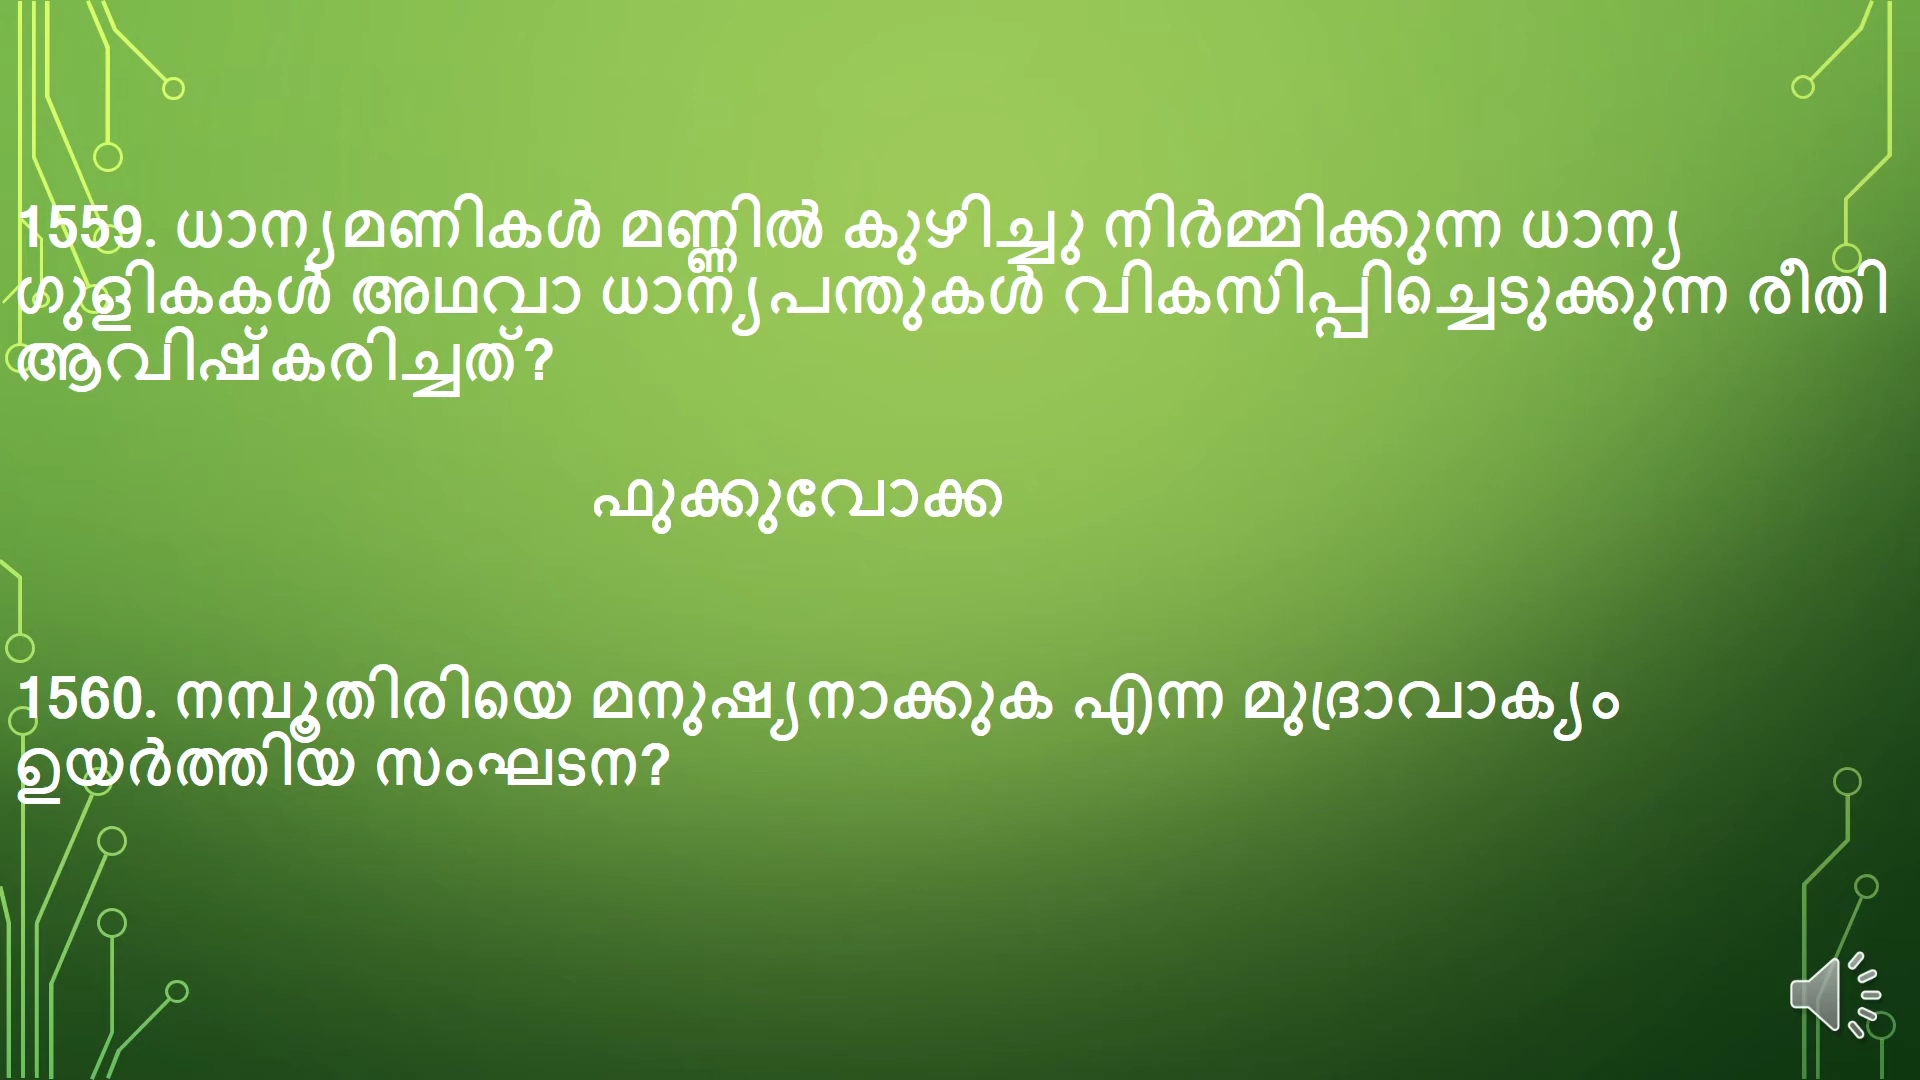 1559. ധാന്യമണികൾ മണ്ണിൽ കുഴിച്ചു നിർമ്മിക്കുന്ന ധാന്യ
ഗുളികകൾ അഥവാ ധാന്യപന്തുകൾ വികസിപ്പിച്ചെടുക്കുന്ന രീതി
ആവിഷ്കരിച്ചത്?
ഫുക്കുവോക്ക
1560. നമ്പൂതിരിയെ മനുഷ്യനാക്കുക എന്ന മുദ്രാവാക്യം
ഉയർത്തിയ സംഘടന?